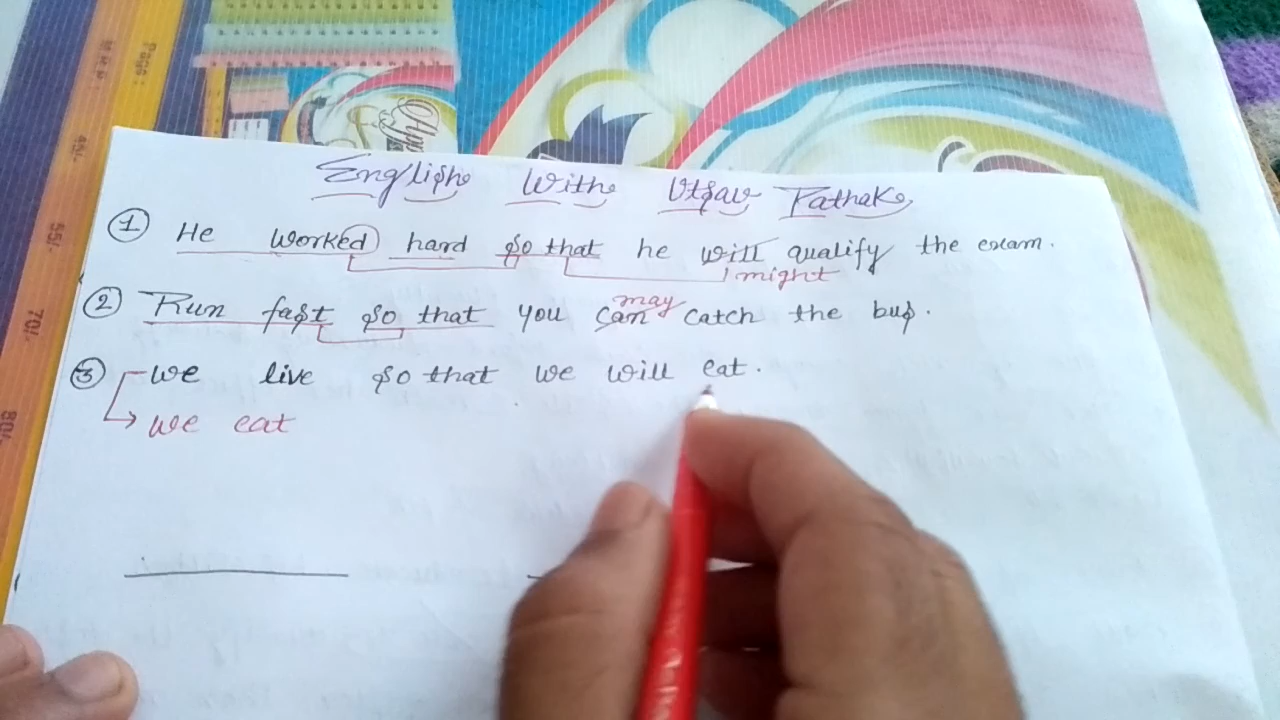 English With Utsav Pathak
① He worked hard so that he will qualify the exam.
might
② Run fast so that you can catch the bus.
may
③ We live so that we will eat.
We eat